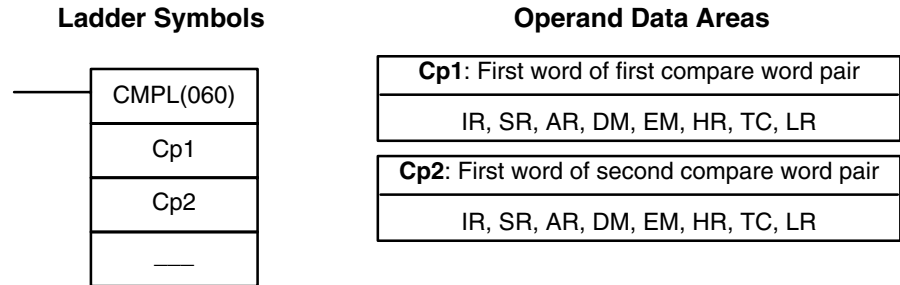 Ladder Symbols
CMPL(060)
Cp1
Cp2
___
Operand Data Areas
Cp1: First word of first compare word pair
IR, SR, AR, DM, EM, HR, TC, LR
Cp2: First word of second compare word pair
IR, SR, AR, DM, EM, HR, TC, LR